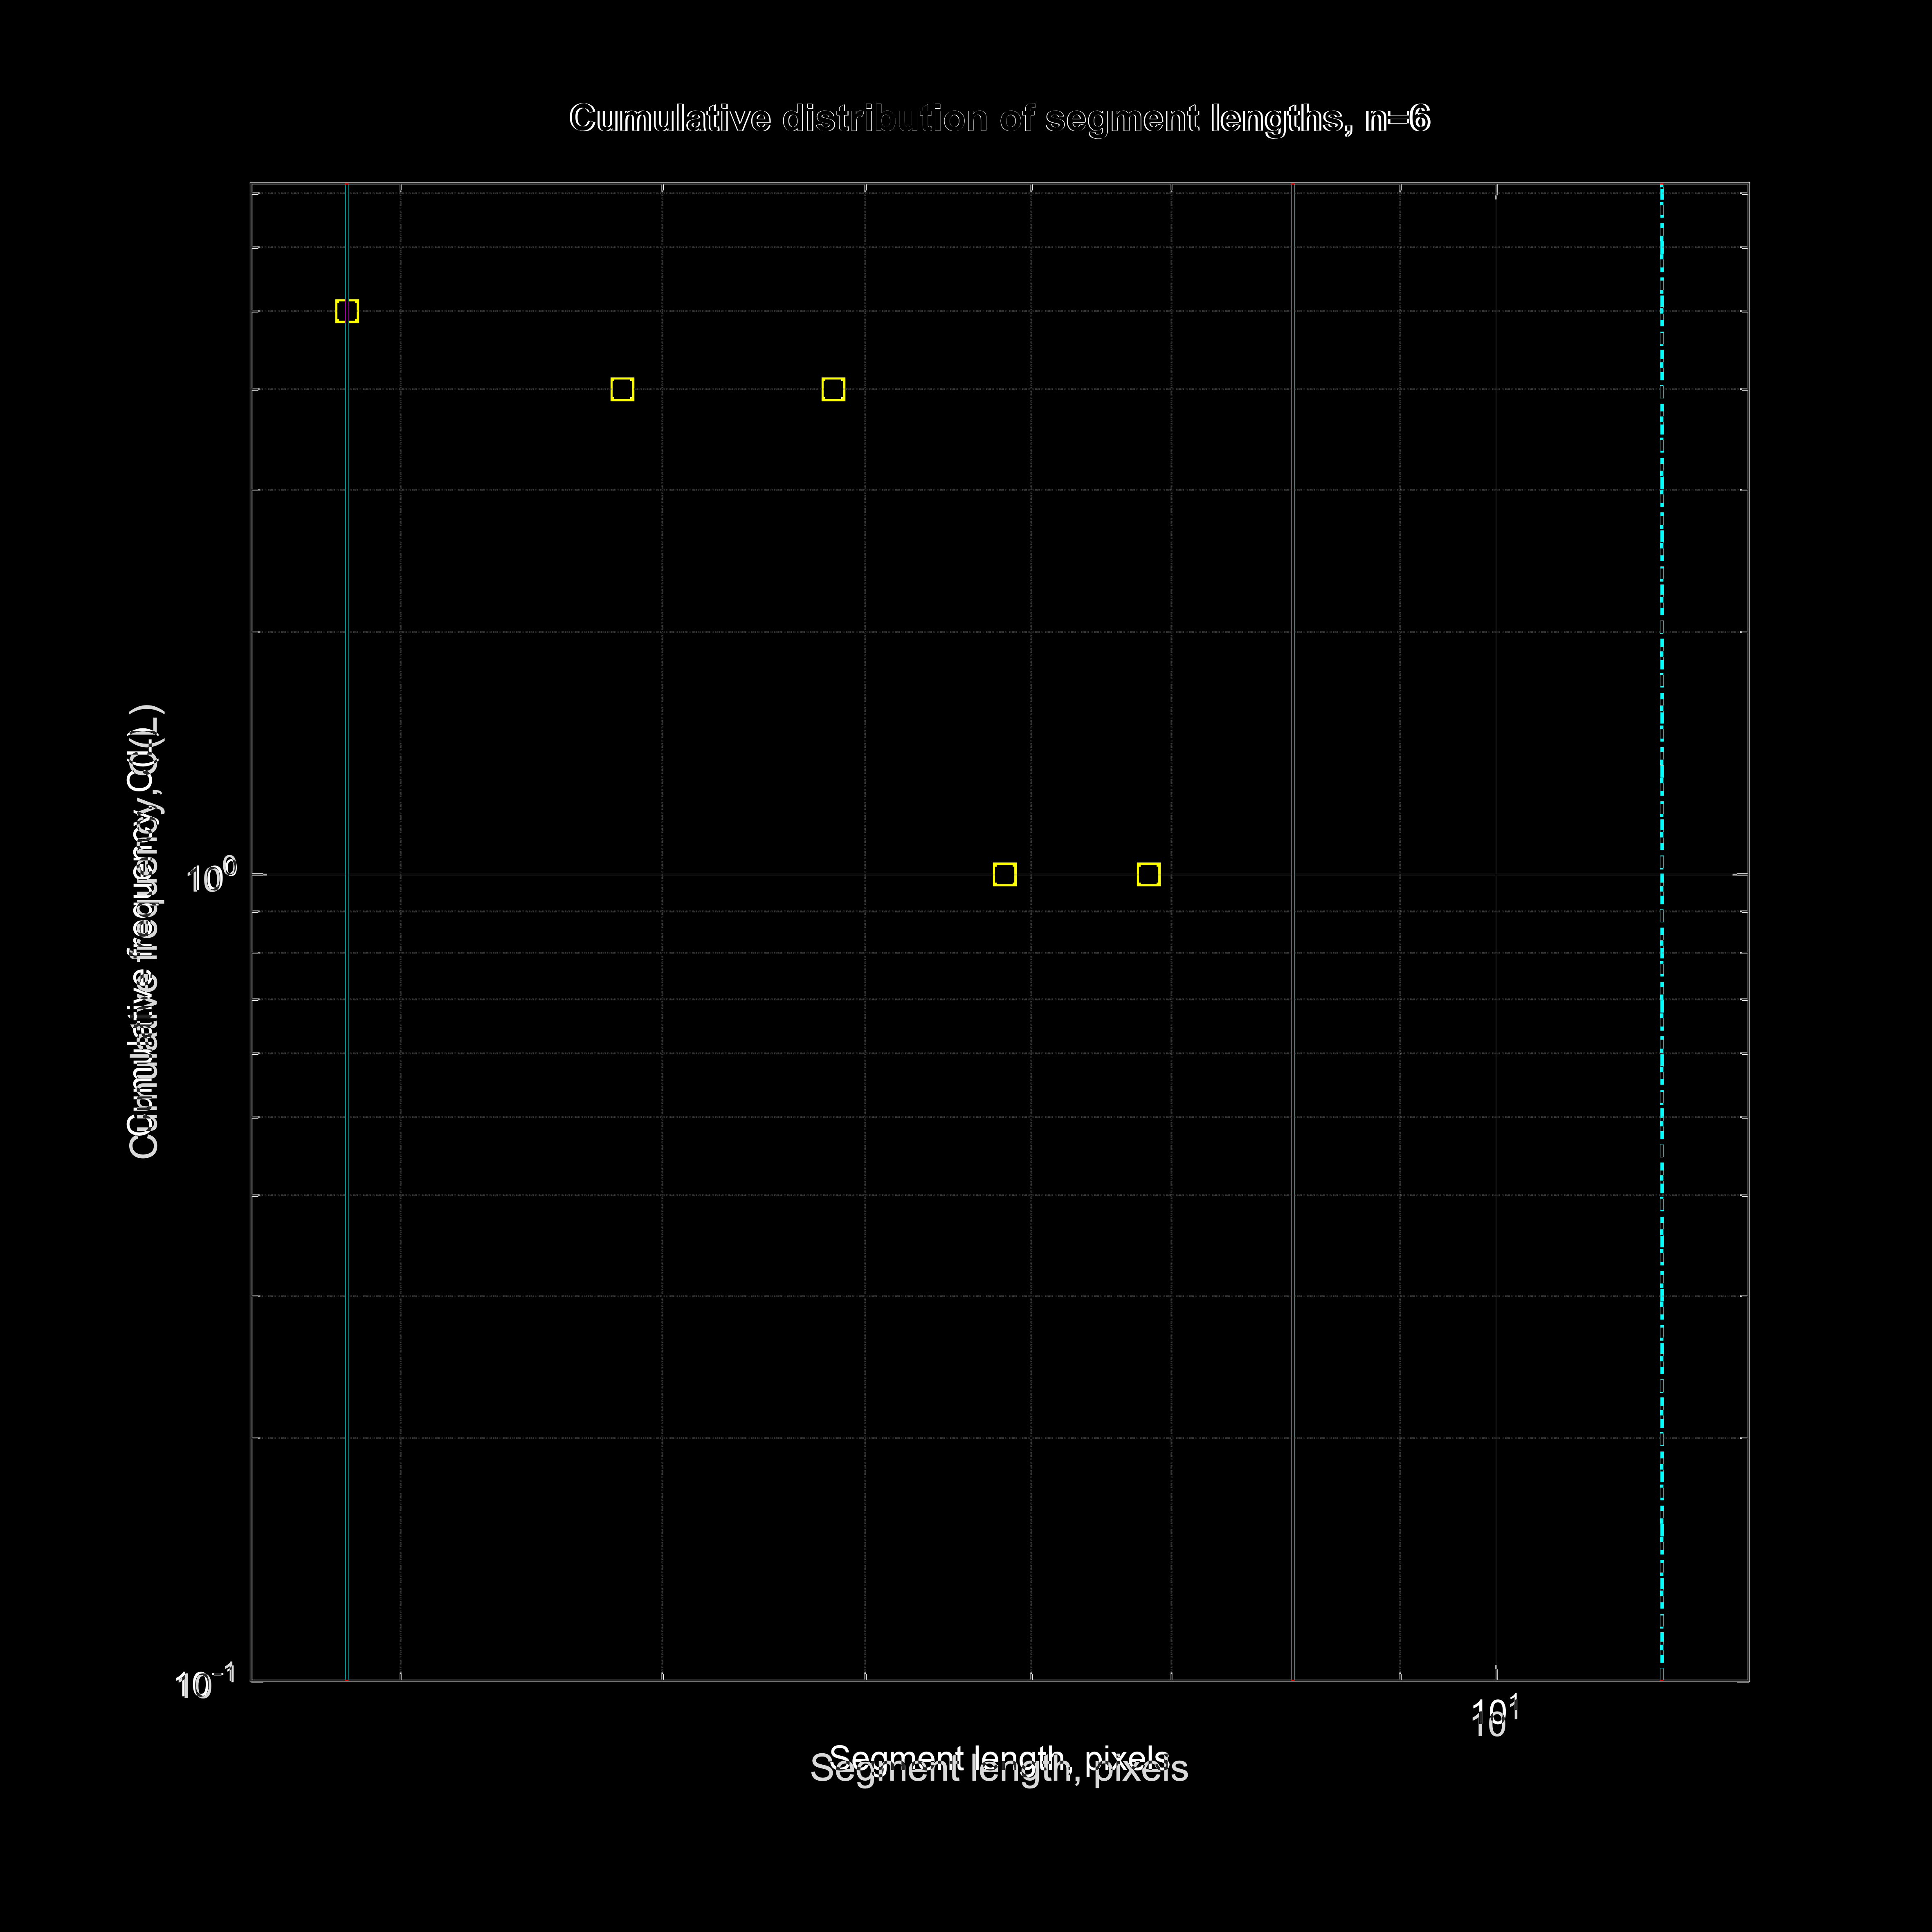 Cumulative distribution of segment lengths, n=6
Cumulative frequency, C(L)
10^0
10^-1
10^1
Segment length, pixels